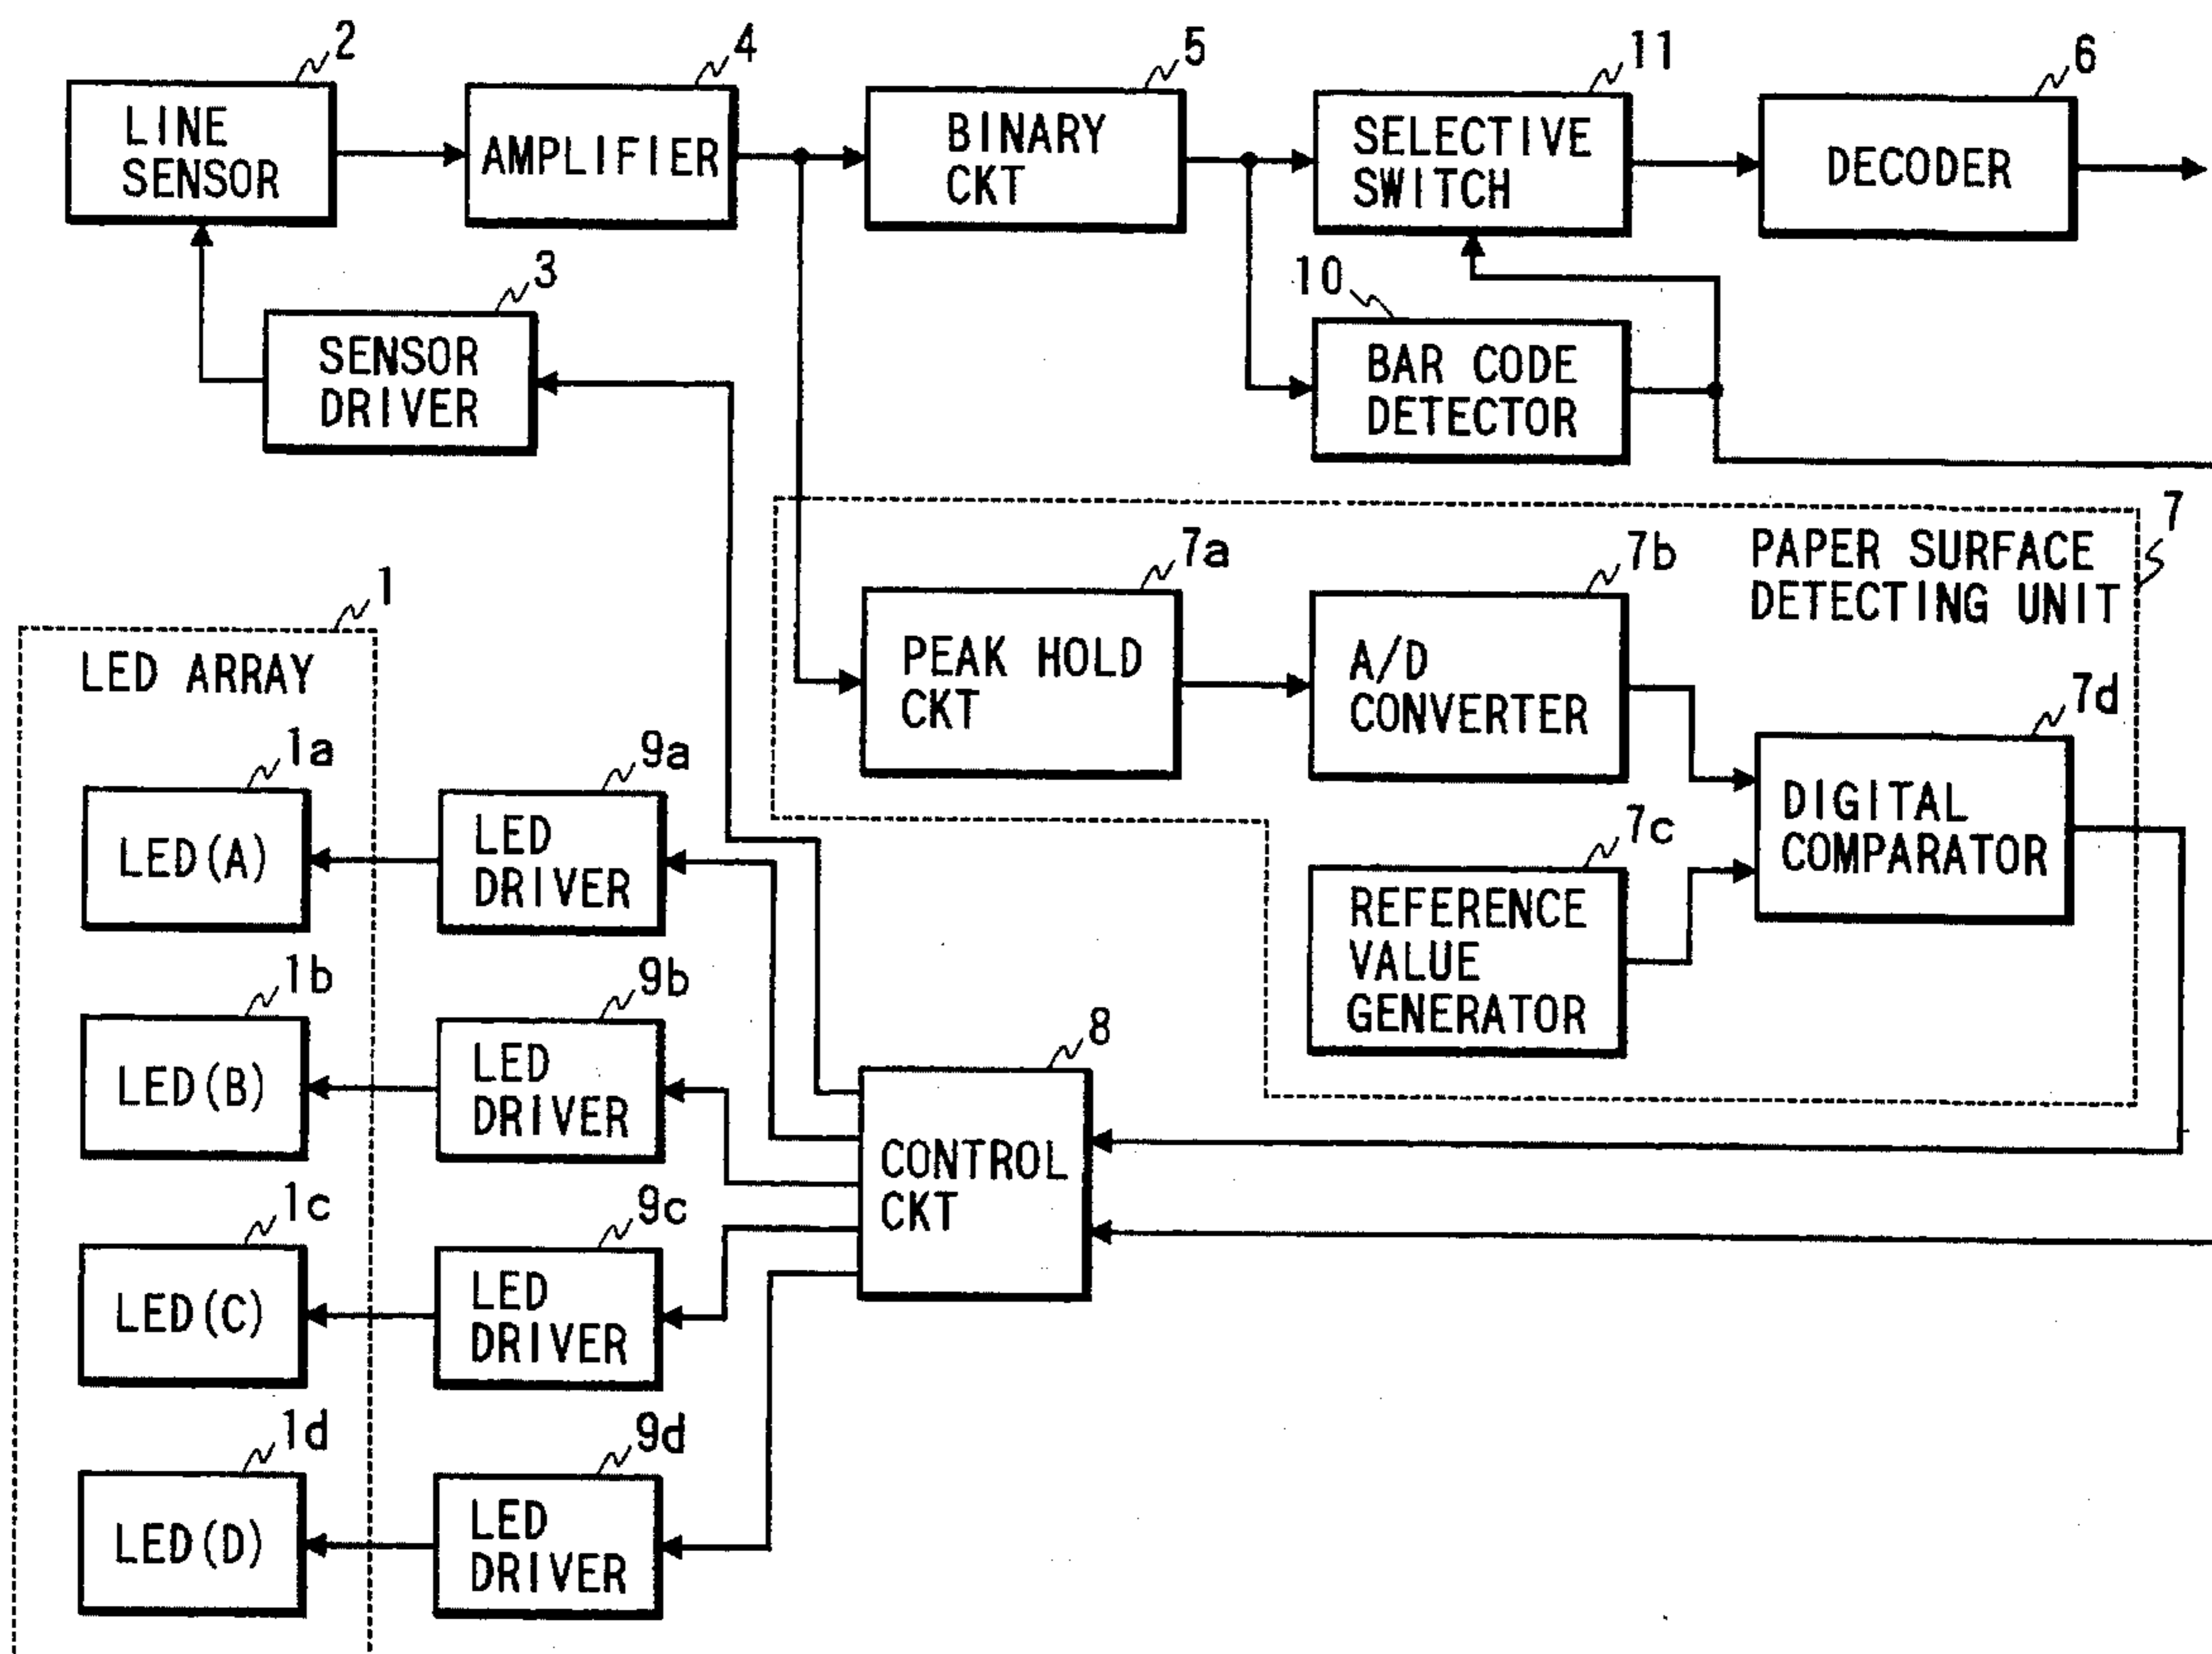 2
LINE
SENSOR
4
AMPLIFIER
5
BINARY
CKT
11
SELECTIVE
SWITCH
6
DECODER
3
SENSOR
DRIVER
10
BAR CODE
DETECTOR
7
PAPER SURFACE
DETECTING UNIT
7a
PEAK HOLD
CKT
7b
A/D
CONVERTER
7c
REFERENCE
VALUE
GENERATOR
7d
DIGITAL
COMPARATOR
1
LED ARRAY
1a
LED(A)
9a
LED
DRIVER
1b
LED(B)
9b
LED
DRIVER
8
CONTROL
CKT
1c
LED(C)
9c
LED
DRIVER
1d
LED(D)
9d
LED
DRIVER